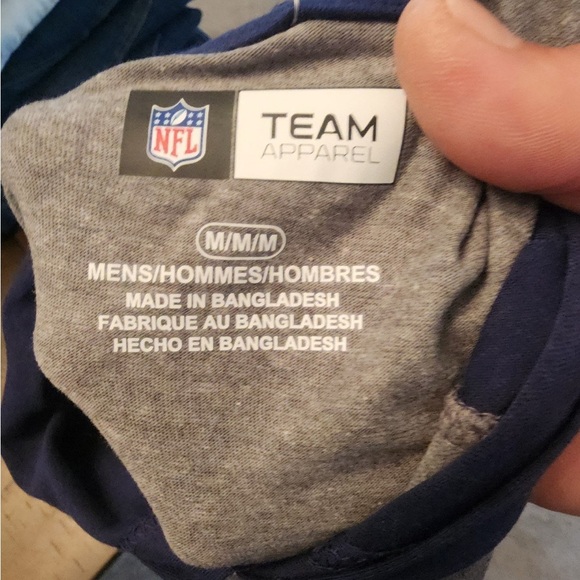 NFL
TEAM
APPAREL
M/M/M
MENS/HOMMES/HOMBRES
MADE IN BANGLADESH
FABRIQUE AU BANGLADESH
HECHO EN BANGLADESH